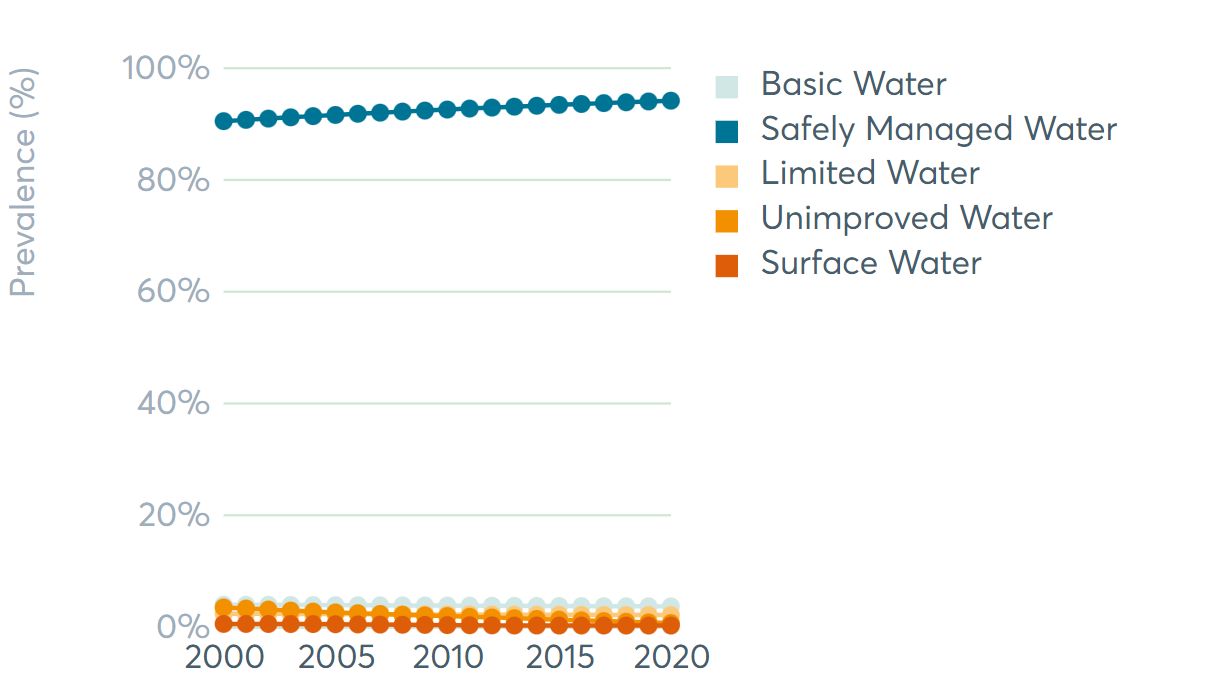 Prevalence (%)
100%
80%
60%
40%
20%
0%
2000 2005 2010 2015 2020
Basic Water
Safely Managed Water
Limited Water
Unimproved Water
Surface Water